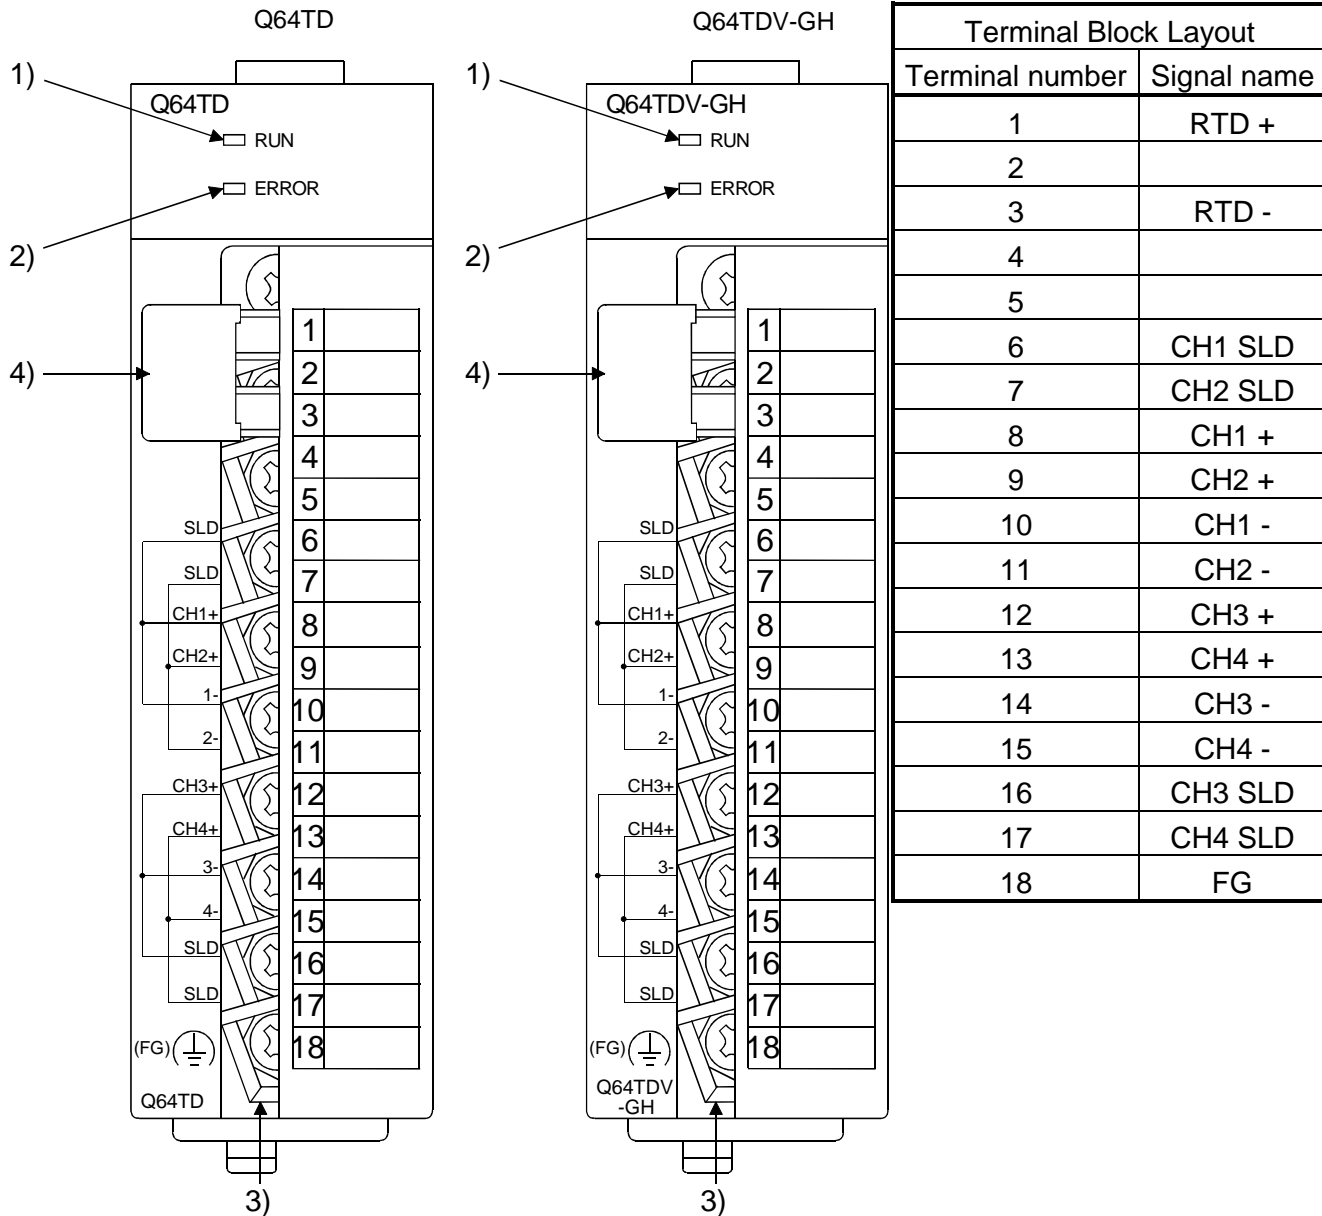 Q64TD
1)
Q64TD
RUN
ERROR
2)
4)
1
2
3
4
5
6
7
8
9
10
11
12
13
14
15
16
17
18
SLD
SLD
CH1+
CH2+
1-
2-
CH3+
CH4+
3-
4-
SLD
SLD
(FG)
Q64TD
3)
Q64TDV-GH
1)
Q64TDV-GH
RUN
ERROR
2)
4)
1
2
3
4
5
6
7
8
9
10
11
12
13
14
15
16
17
18
SLD
SLD
CH1+
CH2+
1-
2-
CH3+
CH4+
3-
4-
SLD
SLD
(FG)
Q64TDV
-GH
3)
Terminal Block Layout
Terminal number Signal name
1 RTD +
2
3 RTD -
4
5
6 CH1 SLD
7 CH2 SLD
8 CH1 +
9 CH2 +
10 CH1 -
11 CH2 -
12 CH3 +
13 CH4 +
14 CH3 -
15 CH4 -
16 CH3 SLD
17 CH4 SLD
18 FG